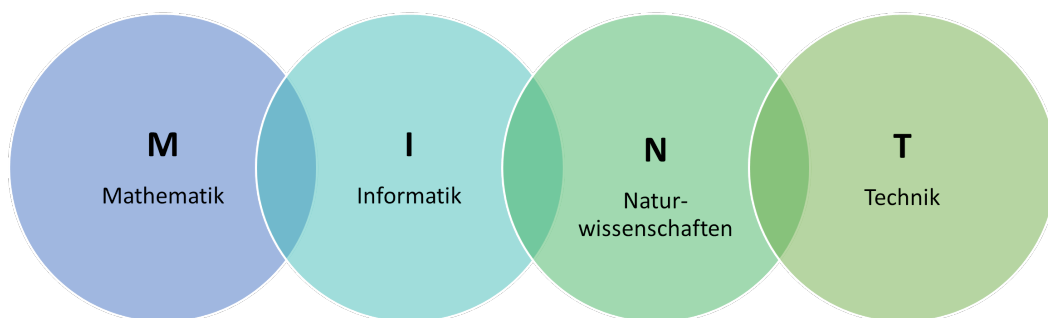 M
Mathematik
I
Informatik
N
Natur-
wissenschaften
T
Technik